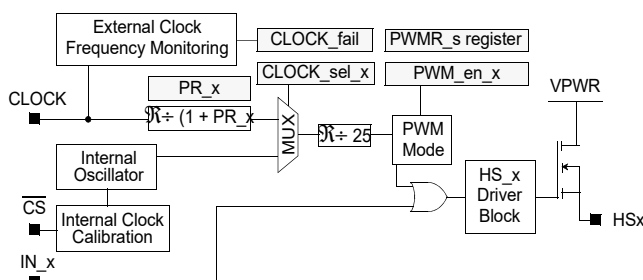 External Clock
Frequency Monitoring
CLOCK_fail
PWMR_s register
PR_x
CLOCK_sel_x
PWM_en_x
VPWR
CLOCK
ℜ÷ (1 + PR_x
MUX
ℜ÷ 25
PWM
Mode
Internal
Oscillator
HS_x
Driver
Block
CS
Internal Clock
Calibration
HSx
IN_x